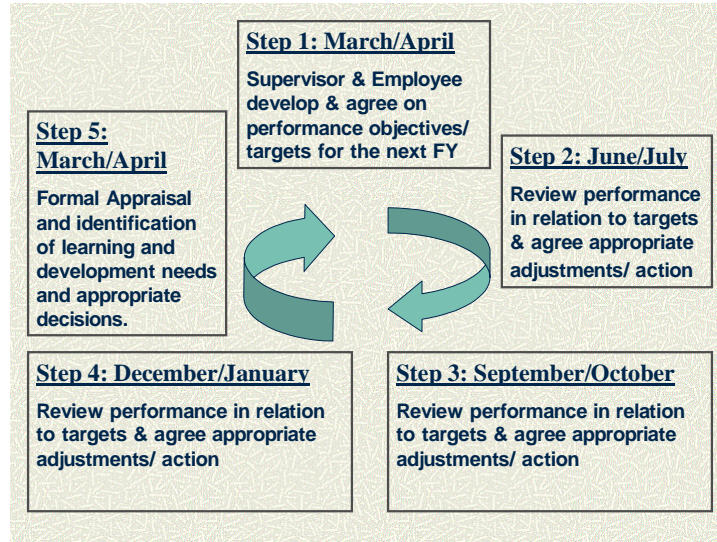 Step 1: March/April
Supervisor & Employee
develop & agree on
performance objectives/
targets for the next FY
Step 2: June/July
Review performance
in relation to targets
& agree appropriate
adjustments/ action
Step 3: September/October
Review performance in relation
to targets & agree appropriate
adjustments/ action
Step 4: December/January
Review performance in relation
to targets & agree appropriate
adjustments/ action
Step 5:
March/April
Formal Appraisal
and identification
of learning and
development needs
and appropriate
decisions.